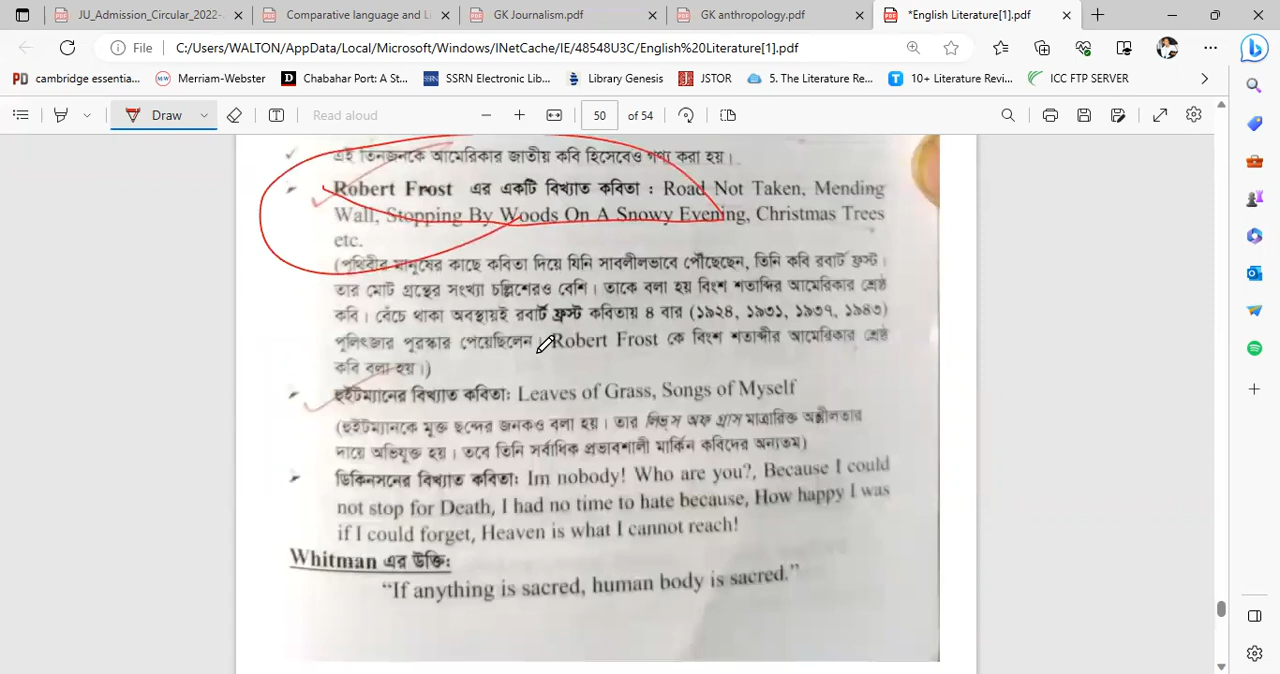 JU_Admission_Circular_2022-
Comparative language and Li
GK Journalism.pdf
GK anthropology.pdf
*English Literature[1].pdf
File
C:/Users/WALTON/AppData/Local/Microsoft/Windows/INetCache/IE/48548U3C/English%20Literature[1].pdf
PD cambridge essentia...
Merriam-Webster
D Chabahar Port: A St...
SSRN SSRN Electronic Lib...
Library Genesis
JSTOR
5. The Literature Re...
T 10+ Literature Revi...
ICC FTP SERVER
Draw
Read aloud
50 of 54
এই তিনজনকে আমেরিকার জাতীয় কবি হিসেবেও গণ্য করা হয়।
Robert Frost এর একটি বিখ্যাত কবিতা : Road Not Taken, Mending
Wall, Stopping By Woods On A Snowy Evening, Christmas Trees
etc.
(পৃথিবীর মানুষের কাছে কবিতা দিয়ে যিনি সাবলীলভাবে পৌঁছেছেন, তিনি কবি রবার্ট ফ্রস্ট।
তার মোট গ্রন্থের সংখ্যা চল্লিশেরও বেশি। তাকে বলা হয় বিংশ শতাব্দির আমেরিকার শ্রেষ্ঠ
কবি। বেঁচে থাকা অবস্থায়ই রবার্ট ফ্রস্ট কবিতায় ৪ বার (১৯২৪, ১৯৩১, ১৯৩৭, ১৯৪৩)
পুলিৎজার পুরস্কার পেয়েছিলেন। Robert Frost কে বিংশ শতাব্দীর আমেরিকার শ্রেষ্ঠ
কবি বলা হয়।)
হুইটম্যানের বিখ্যাত কবিতা: Leaves of Grass, Songs of Myself
(হুইটম্যানকে মুক্ত ছন্দের জনকও বলা হয়। তার লিভস অফ গ্রাস মাত্রারিক্ত অশ্লীলতার
দায়ে অভিযুক্ত হয়। তবে তিনি সর্বাধিক প্রভাবশালী মার্কিন কবিদের অন্যতম)
ডিকিনসনের বিখ্যাত কবিতা: Im nobody! Who are you?, Because I could
not stop for Death, I had no time to hate because, How happy I was
if I could forget, Heaven is what I cannot reach!
Whitman এর উক্তি:
“If anything is sacred, human body is sacred.”